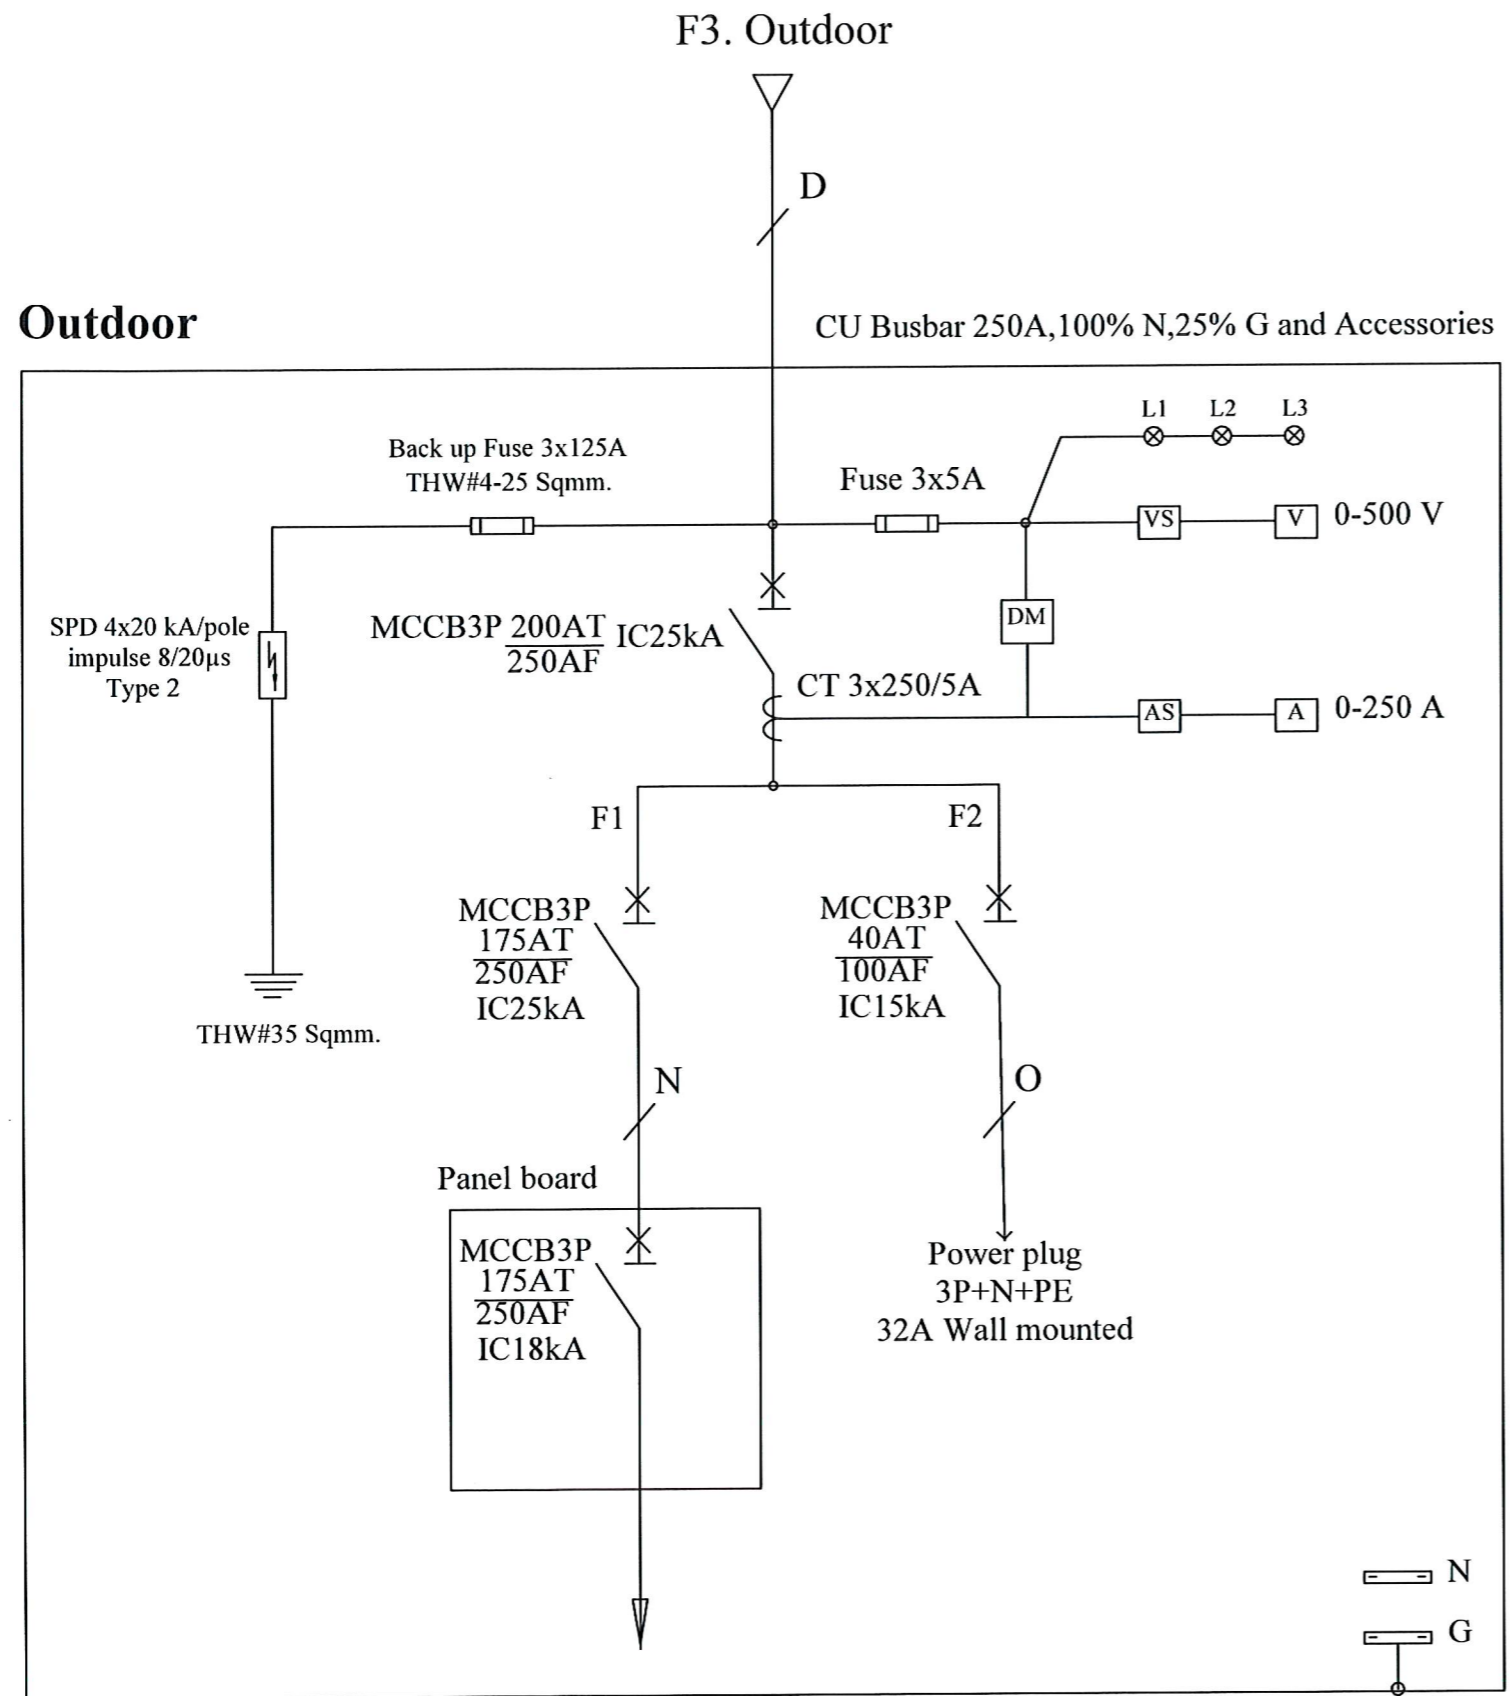 F3. Outdoor
D
Outdoor
CU Busbar 250A,100% N,25% G and Accessories
L1 L2 L3
Back up Fuse 3x125A
THW#4-25 Sqmm.
Fuse 3x5A
VS V 0-500 V
SPD 4x20 kA/pole
impulse 8/20µs
Type 2
MCCB3P 200AT IC25kA
250AF
DM
CT 3x250/5A
AS A 0-250 A
F1
F2
MCCB3P
175AT
250AF
IC25kA
MCCB3P
40AT
100AF
IC15kA
THW#35 Sqmm.
N
O
Panel board
MCCB3P
175AT
250AF
IC18kA
Power plug
3P+N+PE
32A Wall mounted
N
G